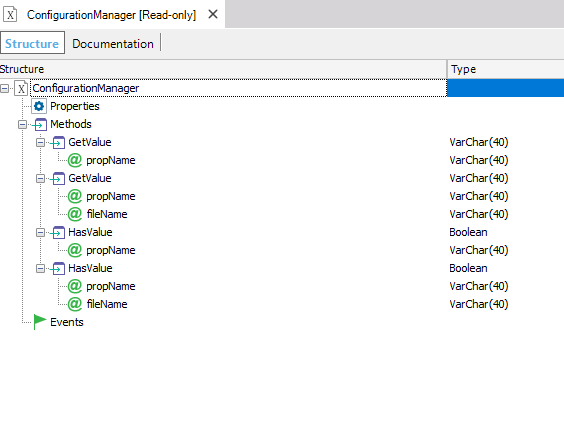 ConfigurationManager [Read-only]
Structure Documentation
Structure Type
ConfigurationManager
Properties
Methods
GetValue VarChar(40)
propName VarChar(40)
GetValue VarChar(40)
propName VarChar(40)
fileName VarChar(40)
HasValue Boolean
propName VarChar(40)
HasValue Boolean
propName VarChar(40)
fileName VarChar(40)
Events